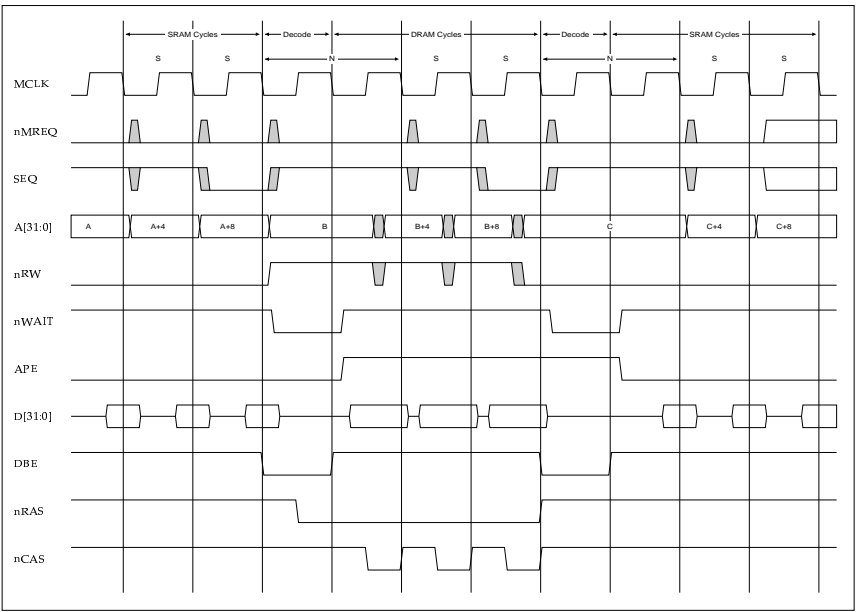 SRAM Cycles Decode DRAM Cycles Decode SRAM Cycles
S S N S S N S S
MCLK
nMREQ
SEQ
A[31:0] A A+4 A+8 B B+4 B+8 C C+4 C+8
nRW
nWAIT
APE
D[31:0]
DBE
nRAS
nCAS